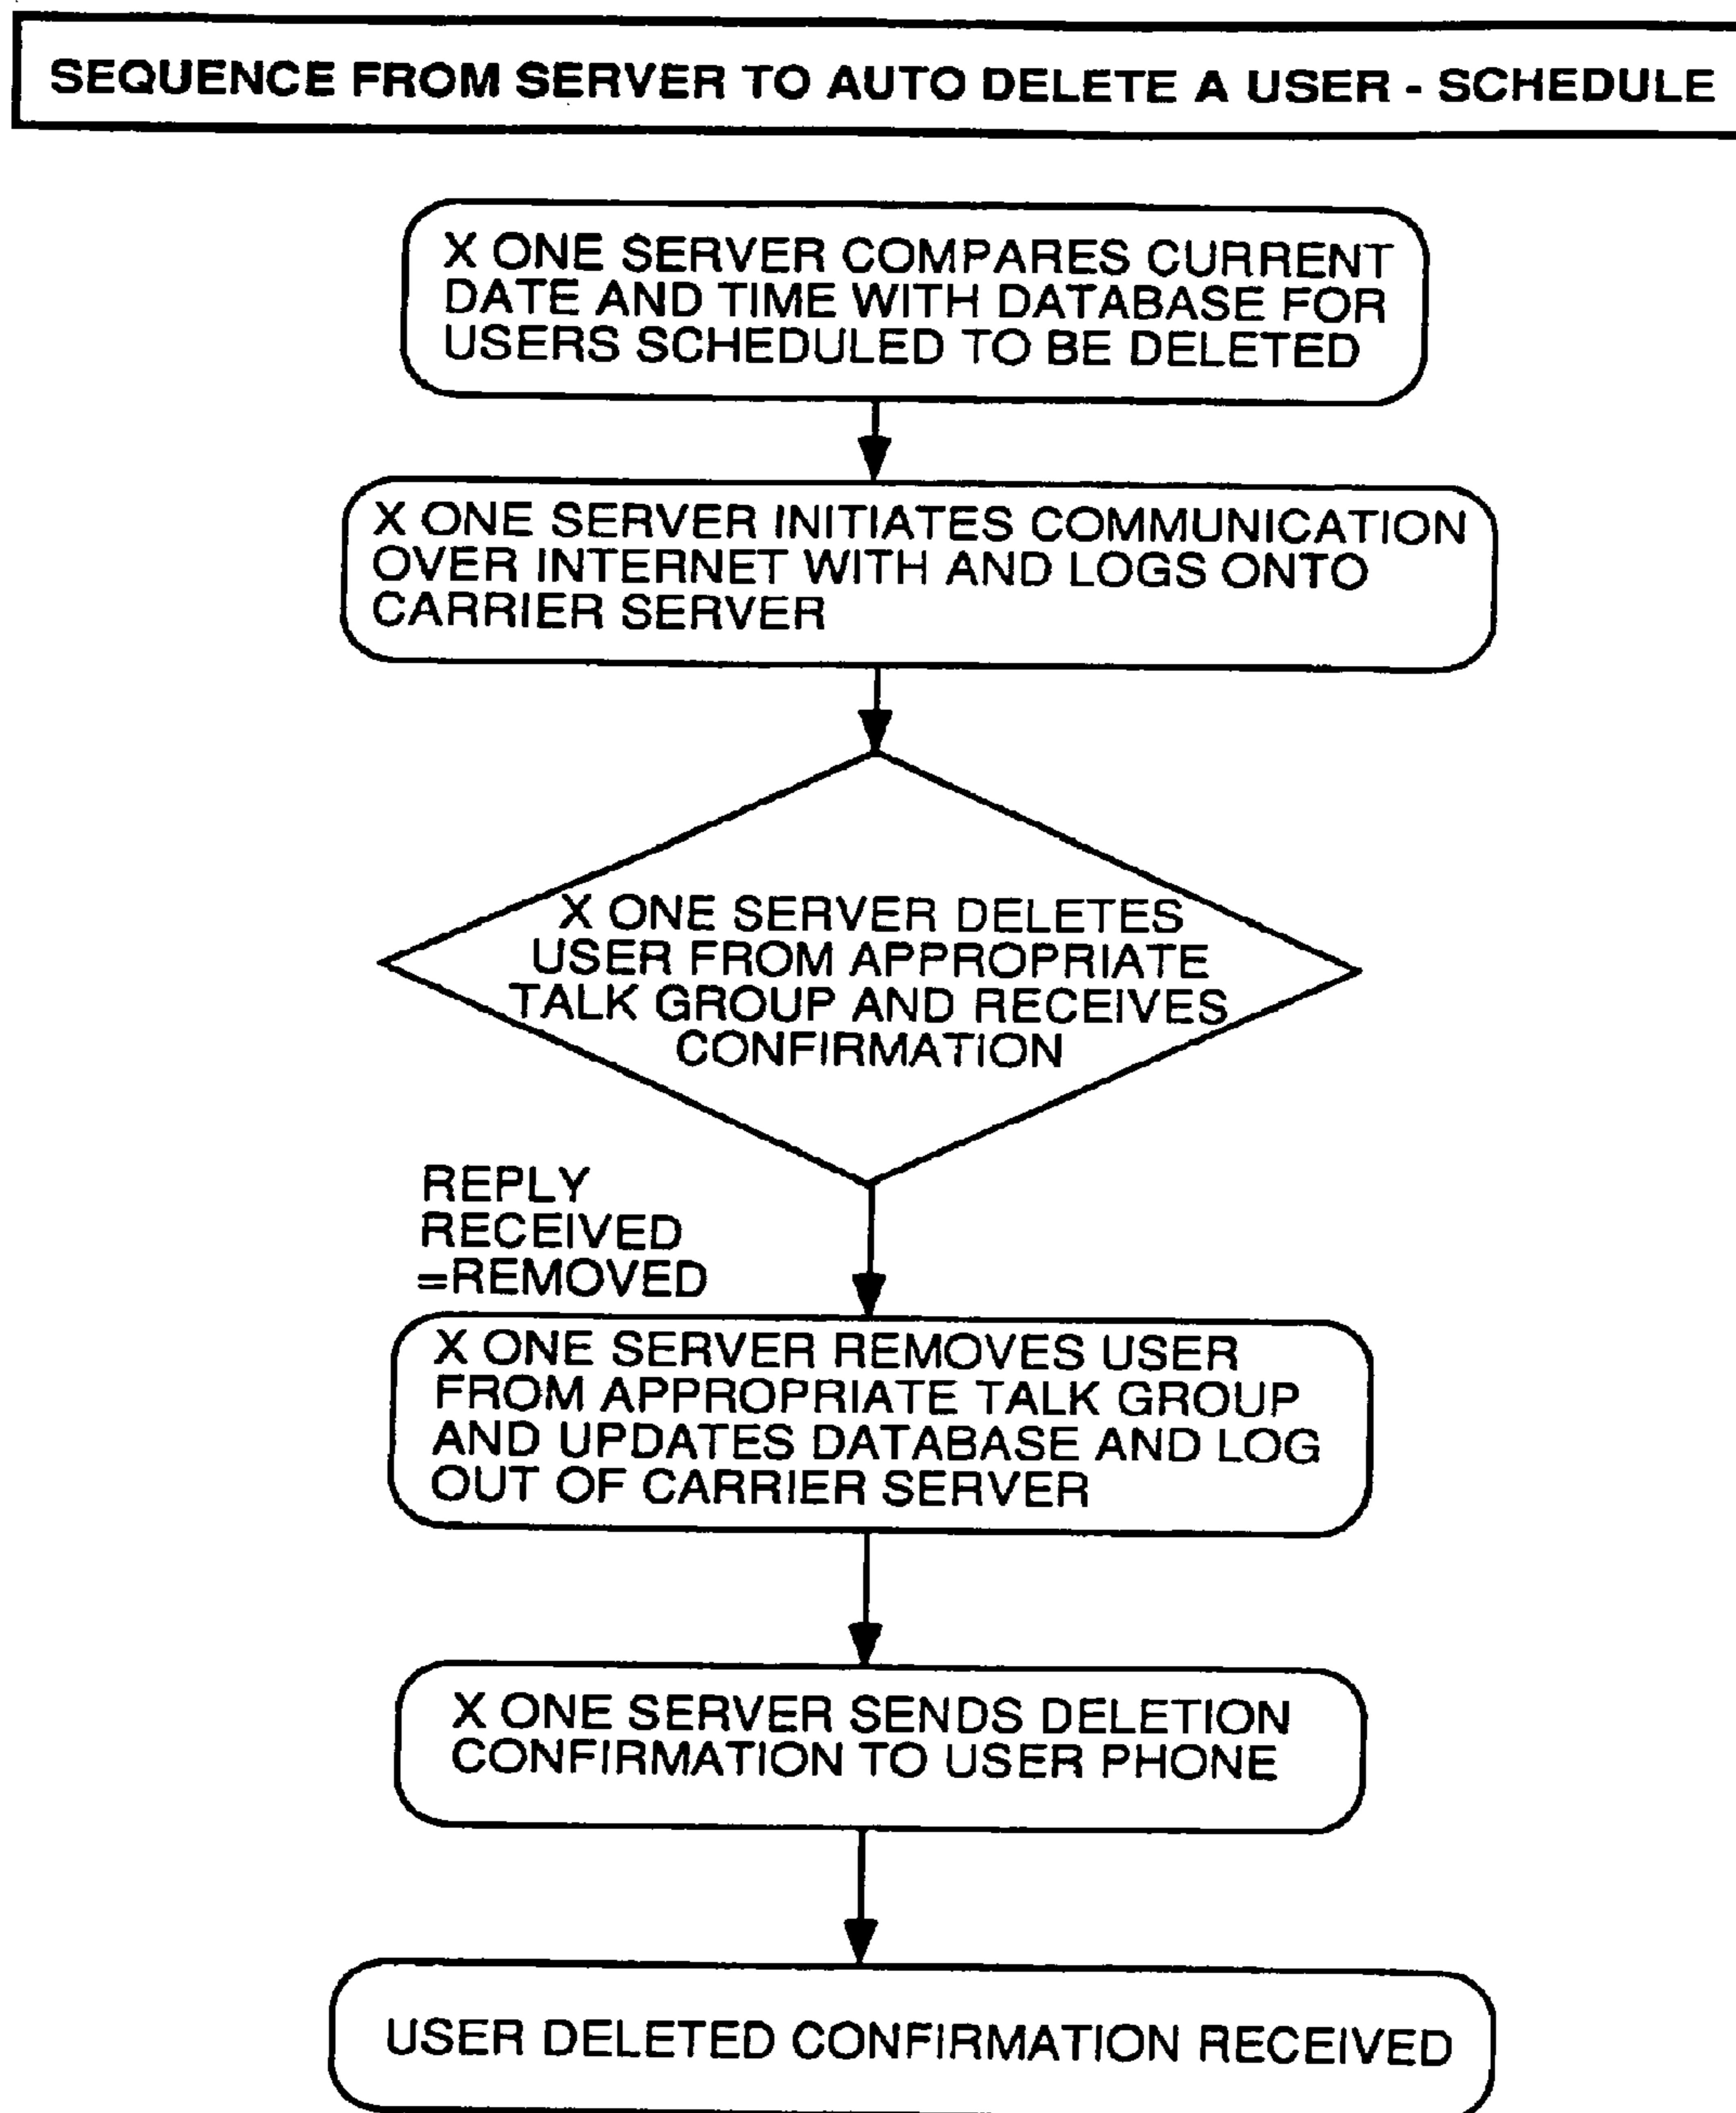 SEQUENCE FROM SERVER TO AUTO DELETE A USER - SCHEDULE
X ONE SERVER COMPARES CURRENT
DATE AND TIME WITH DATABASE FOR
USERS SCHEDULED TO BE DELETED
X ONE SERVER INITIATES COMMUNICATION
OVER INTERNET WITH AND LOGS ONTO
CARRIER SERVER
X ONE SERVER DELETES
USER FROM APPROPRIATE
TALK GROUP AND RECEIVES
CONFIRMATION
REPLY
RECEIVED
=REMOVED
X ONE SERVER REMOVES USER
FROM APPROPRIATE TALK GROUP
AND UPDATES DATABASE AND LOG
OUT OF CARRIER SERVER
X ONE SERVER SENDS DELETION
CONFIRMATION TO USER PHONE
USER DELETED CONFIRMATION RECEIVED